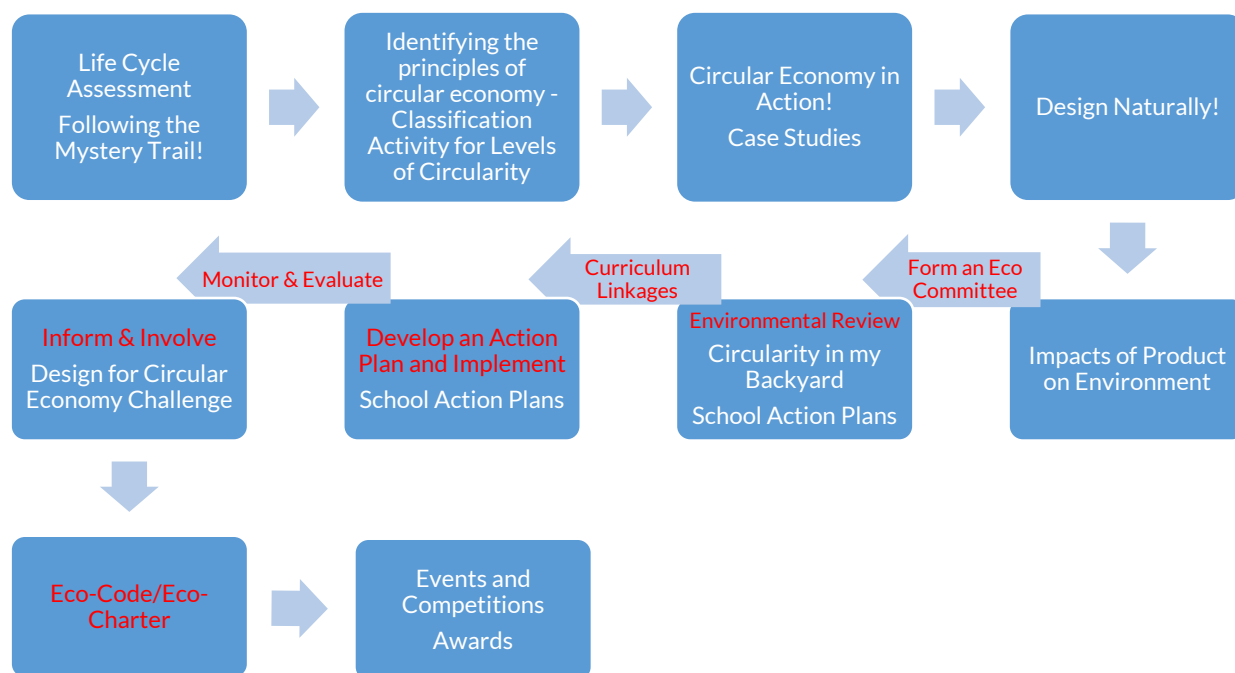 Life Cycle
Assessment
Following the
Mystery Trail!
Identifying the
principles of
circular economy -
Classification
Activity for Levels
of Circularity
Circular Economy in
Action!
Case Studies
Design Naturally!
Impacts of Product
on Environment
Form an Eco
Committee
Environmental Review
Circularity in my
Backyard
School Action Plans
Curriculum
Linkages
Develop an Action
Plan and Implement
School Action Plans
Monitor & Evaluate
Inform & Involve
Design for Circular
Economy Challenge
Eco-Code/Eco-
Charter
Events and
Competitions
Awards